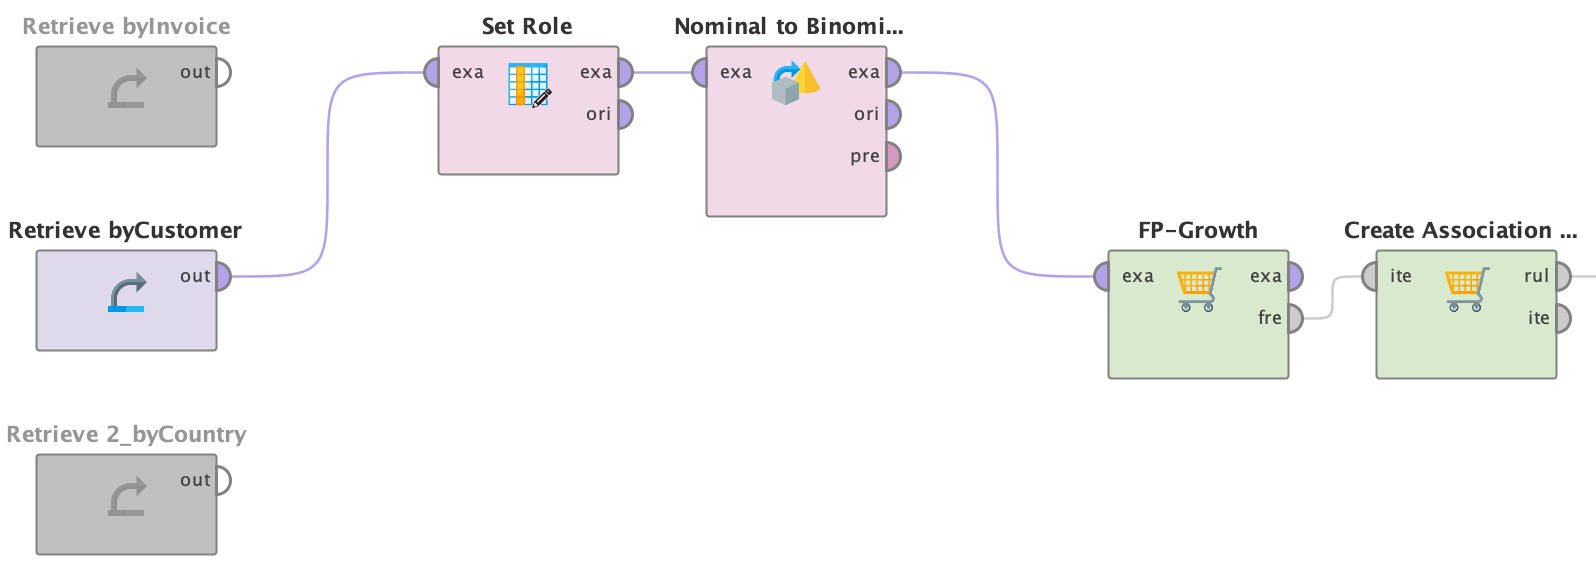 Retrieve byInvoice
out
Set Role
exa
exa
ori
Nominal to Binomi...
exa
exa
ori
pre
Retrieve byCustomer
out
FP-Growth
exa
exa
fre
Create Association ...
ite
rul
ite
Retrieve 2_byCountry
out